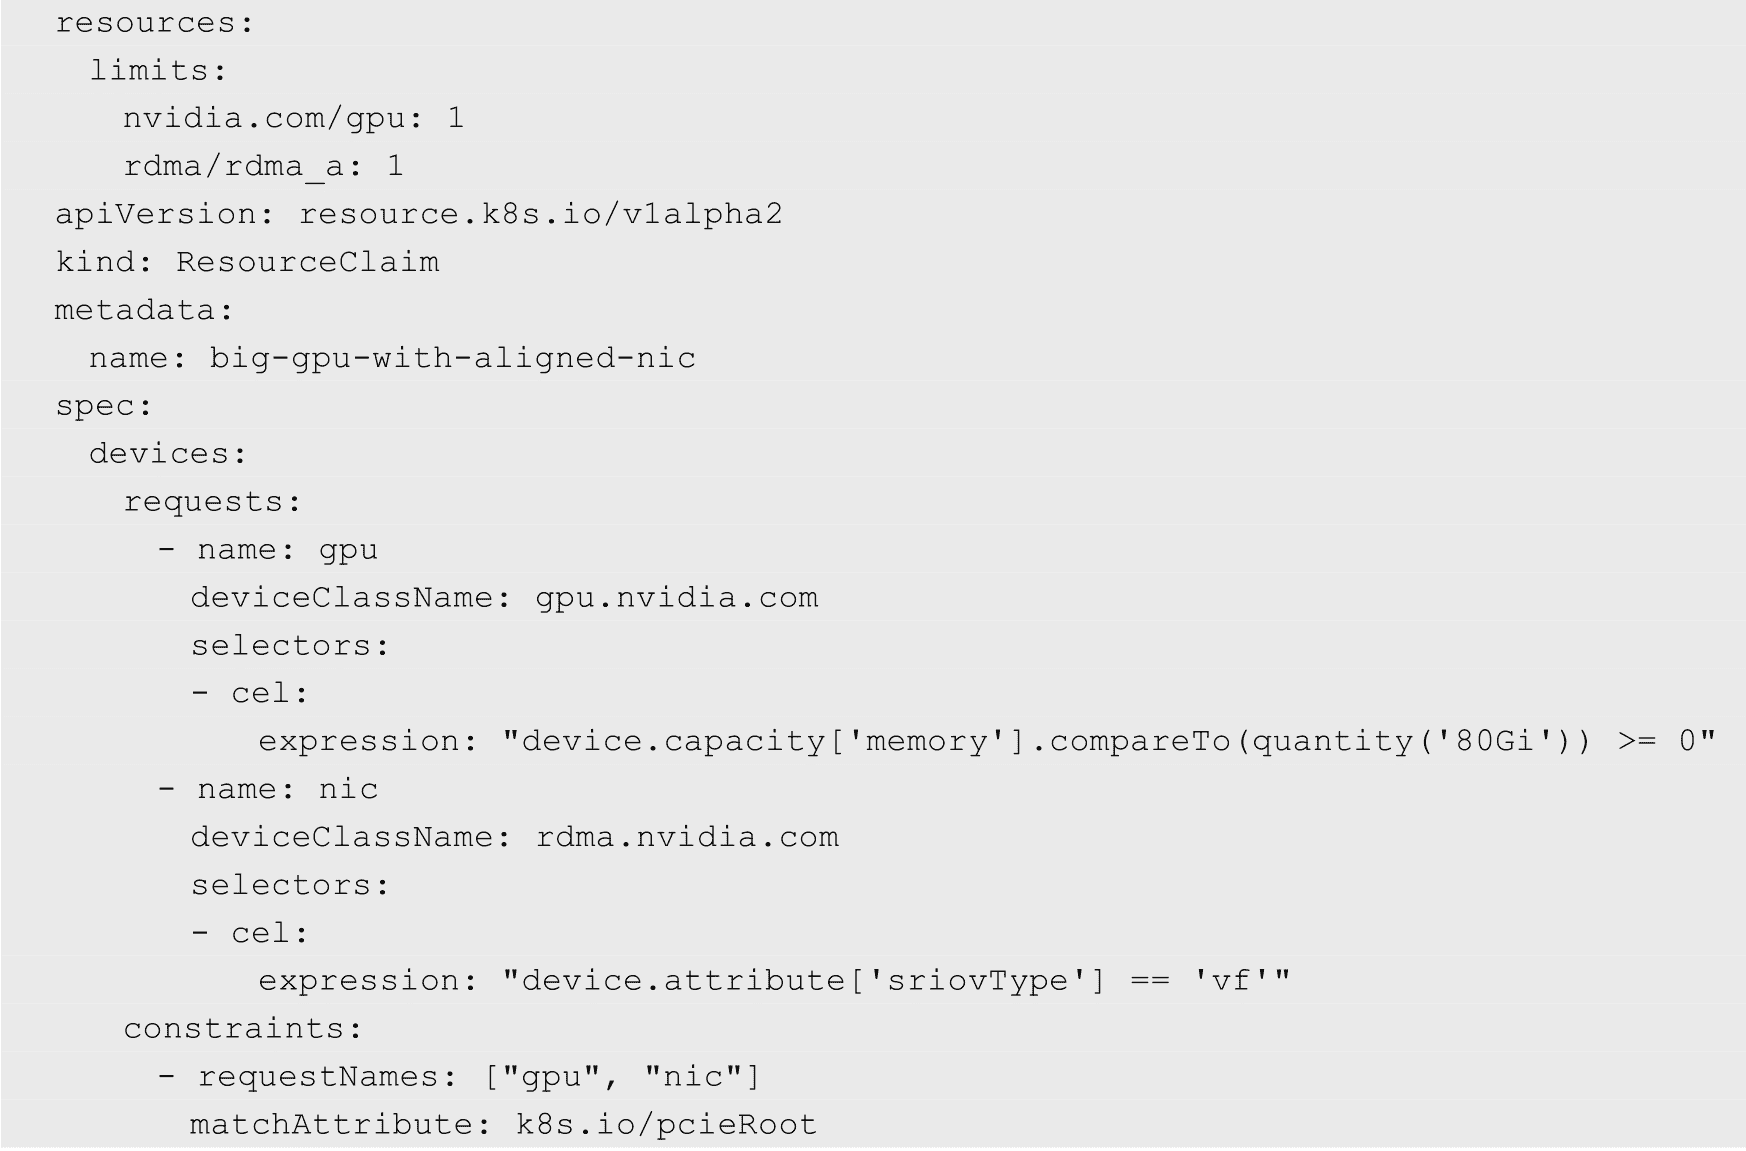 resources:
  limits:
    nvidia.com/gpu: 1
    rdma/rdma_a: 1
apiVersion: resource.k8s.io/v1alpha2
kind: ResourceClaim
metadata:
  name: big-gpu-with-aligned-nic
spec:
  devices:
    requests:
      - name: gpu
        deviceClassName: gpu.nvidia.com
        selectors:
        - cel:
            expression: "device.capacity['memory'].compareTo(quantity('80Gi')) >= 0"
      - name: nic
        deviceClassName: rdma.nvidia.com
        selectors:
        - cel:
            expression: "device.attribute['sriovType'] == 'vf'"
    constraints:
      - requestNames: ["gpu", "nic"]
        matchAttribute: k8s.io/pcieRoot